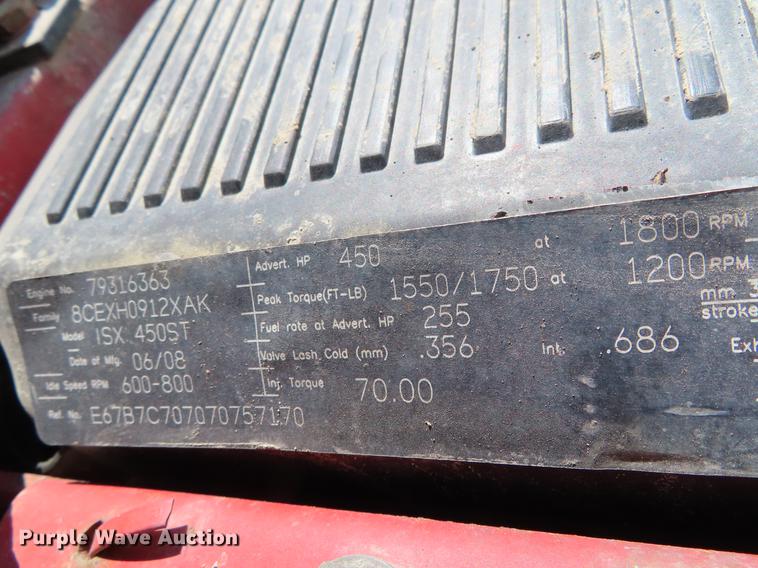 Engine No. 79316363
Family 8CEXH0912XAK
Model ISX 450ST
Date of Mfg. 06/08
Idle Speed RPM 600-800
Ref. No. E67B7C707070757170
Advert. HP 450 at 1800 RPM
Peak Torque(FT-LB) 1550/1750 at 1200 RPM
Fuel rate at Advert. HP 255 mm 3
stroke
Valve Lash Cold (mm) .356 Int. .686 Exh
Inj. Torque 70.00
Purple Wave Auction